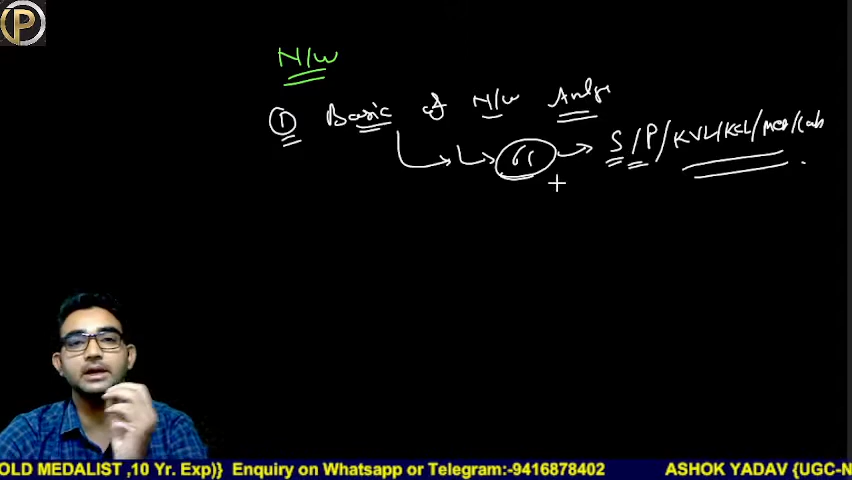 P
N/W
① Basic of N/W
S/P/KVL/KCL/
OLD MEDALIST ,10 Yr. Exp)} Enquiry on Whatsapp or Telegram:-9416878402 ASHOK YADAV {UGC-N